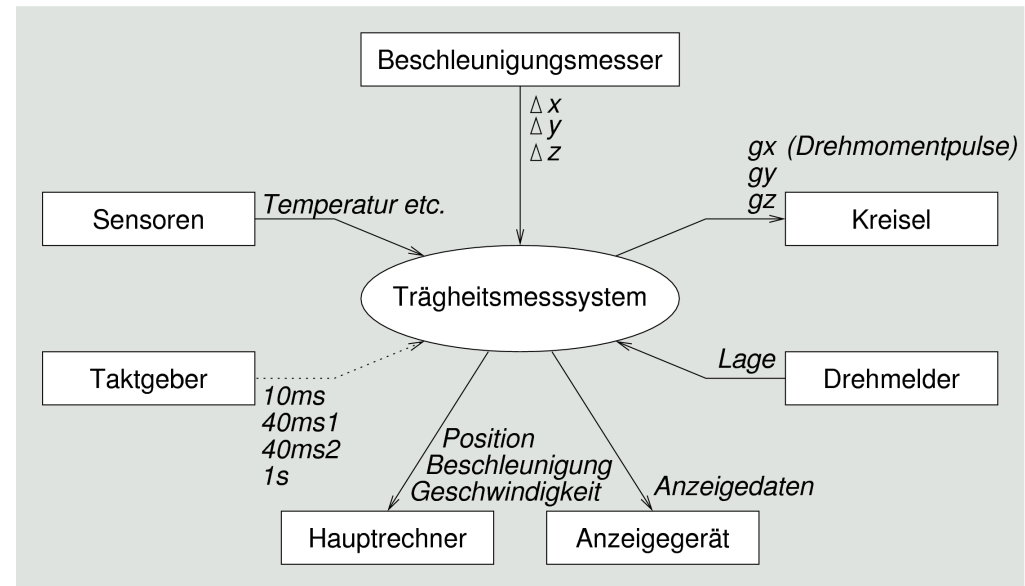 Beschleunigungsmesser
△ x
△ y
△ z
gx (Drehmomentpulse)
gy
gz
Sensoren
Temperatur etc.
Kreisel
Trägheitsmesssystem
Taktgeber
10ms
40ms1
40ms2
1s
Lage
Drehmelder
Position
Beschleunigung
Geschwindigkeit
Anzeigedaten
Hauptrechner
Anzeigegerät